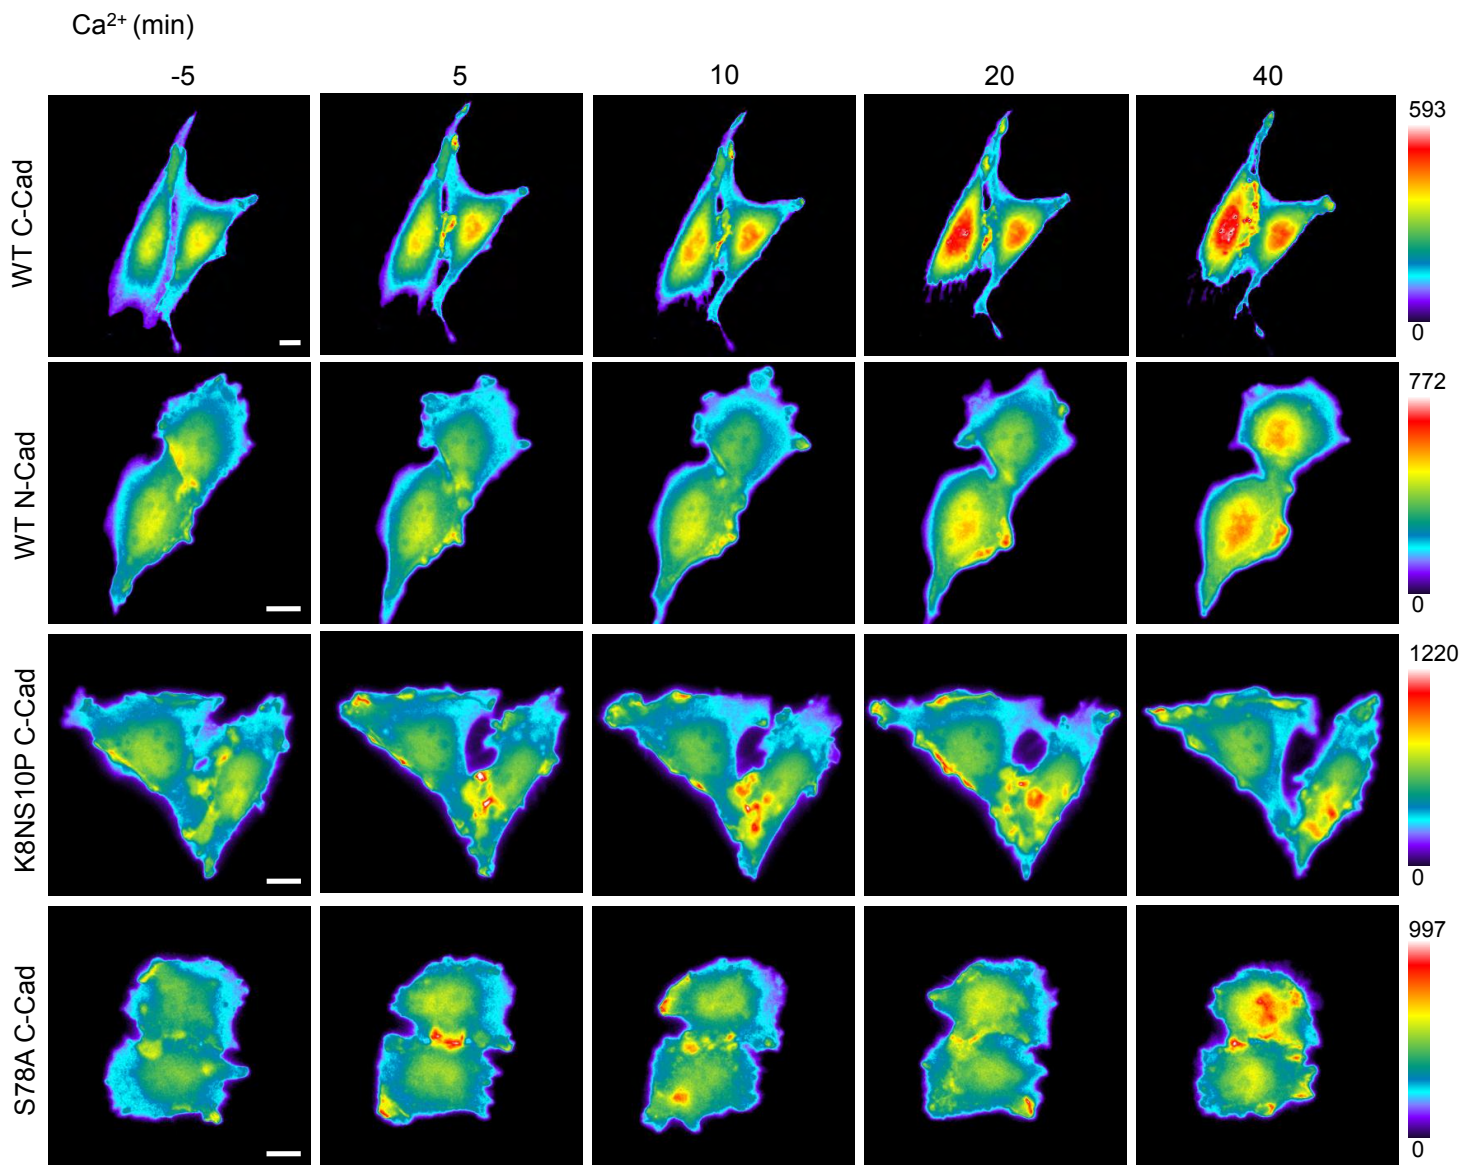 Ca²⁺ (min)
-5 5 10 20 40
WT C-Cad
593
0
WT N-Cad
772
0
K8NS10P C-Cad
1220
0
S78A C-Cad
997
0